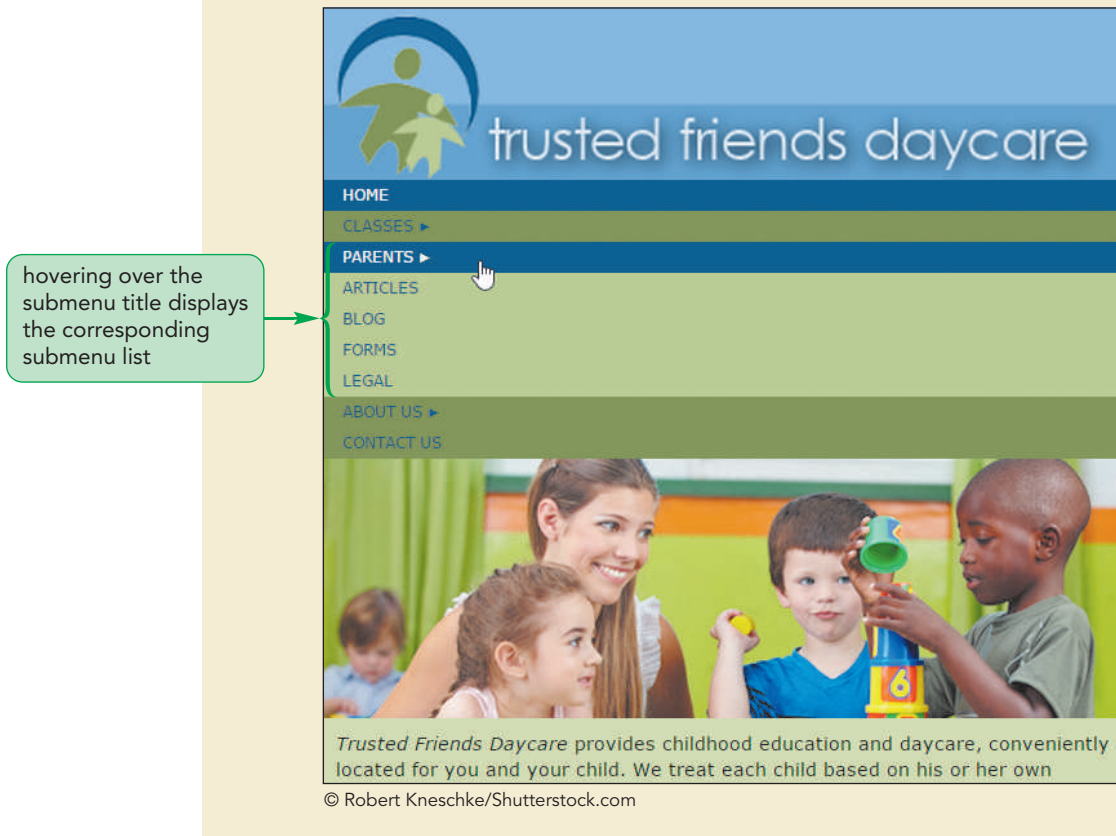 trusted friends daycare
HOME
CLASSES ►
PARENTS ►
ARTICLES
BLOG
FORMS
LEGAL
ABOUT US ►
CONTACT US
hovering over the
submenu title displays
the corresponding
submenu list
6
Trusted Friends Daycare provides childhood education and daycare, conveniently
located for you and your child. We treat each child based on his or her own
© Robert Kneschke/Shutterstock.com